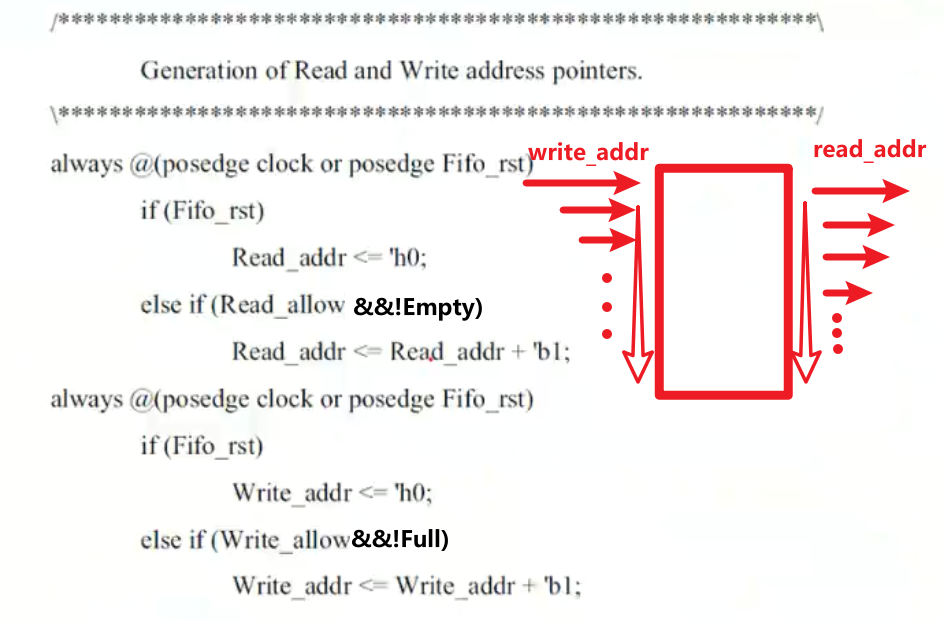 /************************************************************\
Generation of Read and Write address pointers.
\************************************************************/
always @(posedge clock or posedge Fifo_rst)
if (Fifo_rst)
Read_addr <= 'h0;
else if (Read_allow &&!Empty)
Read_addr <= Read_addr + 'b1;
always @(posedge clock or posedge Fifo_rst)
if (Fifo_rst)
Write_addr <= 'h0;
else if (Write_allow&&!Full)
Write_addr <= Write_addr + 'b1;
write_addr
read_addr